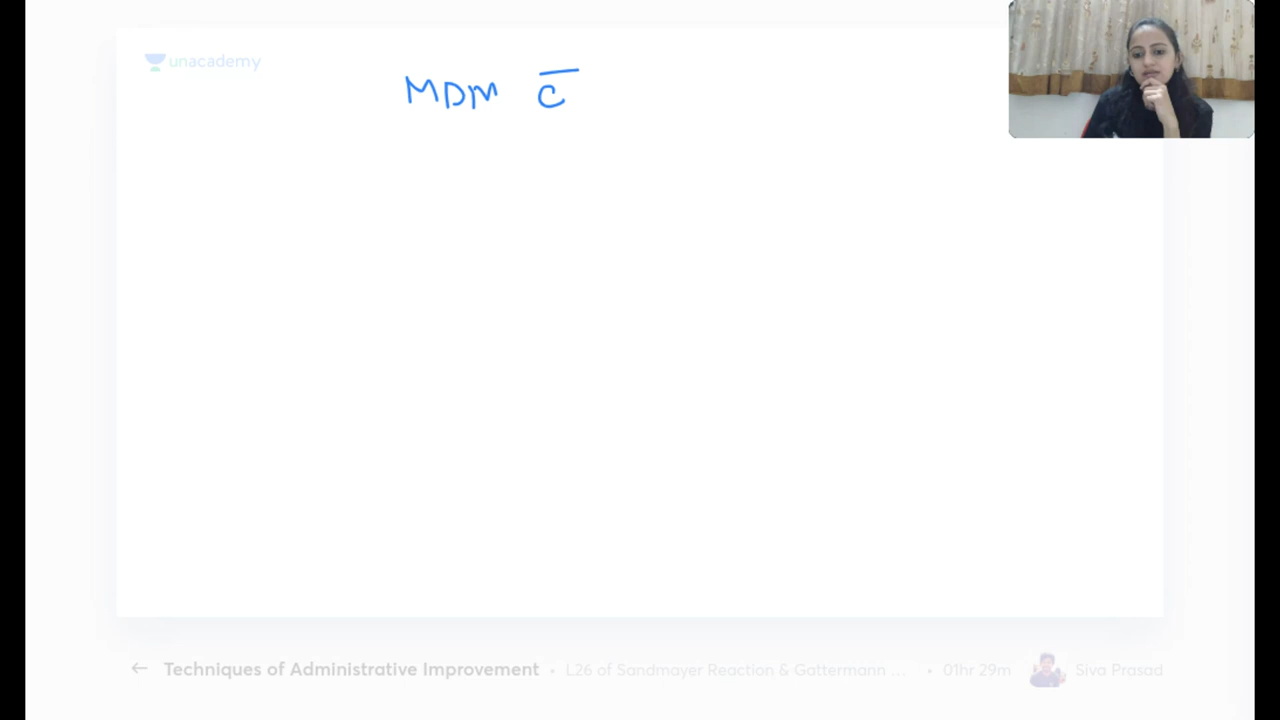 unacademy
MDM c̅
← Techniques of Administrative Improvement • L26 of Sandmayer Reaction & Gattermann ... • 01hr 29m Siva Prasad